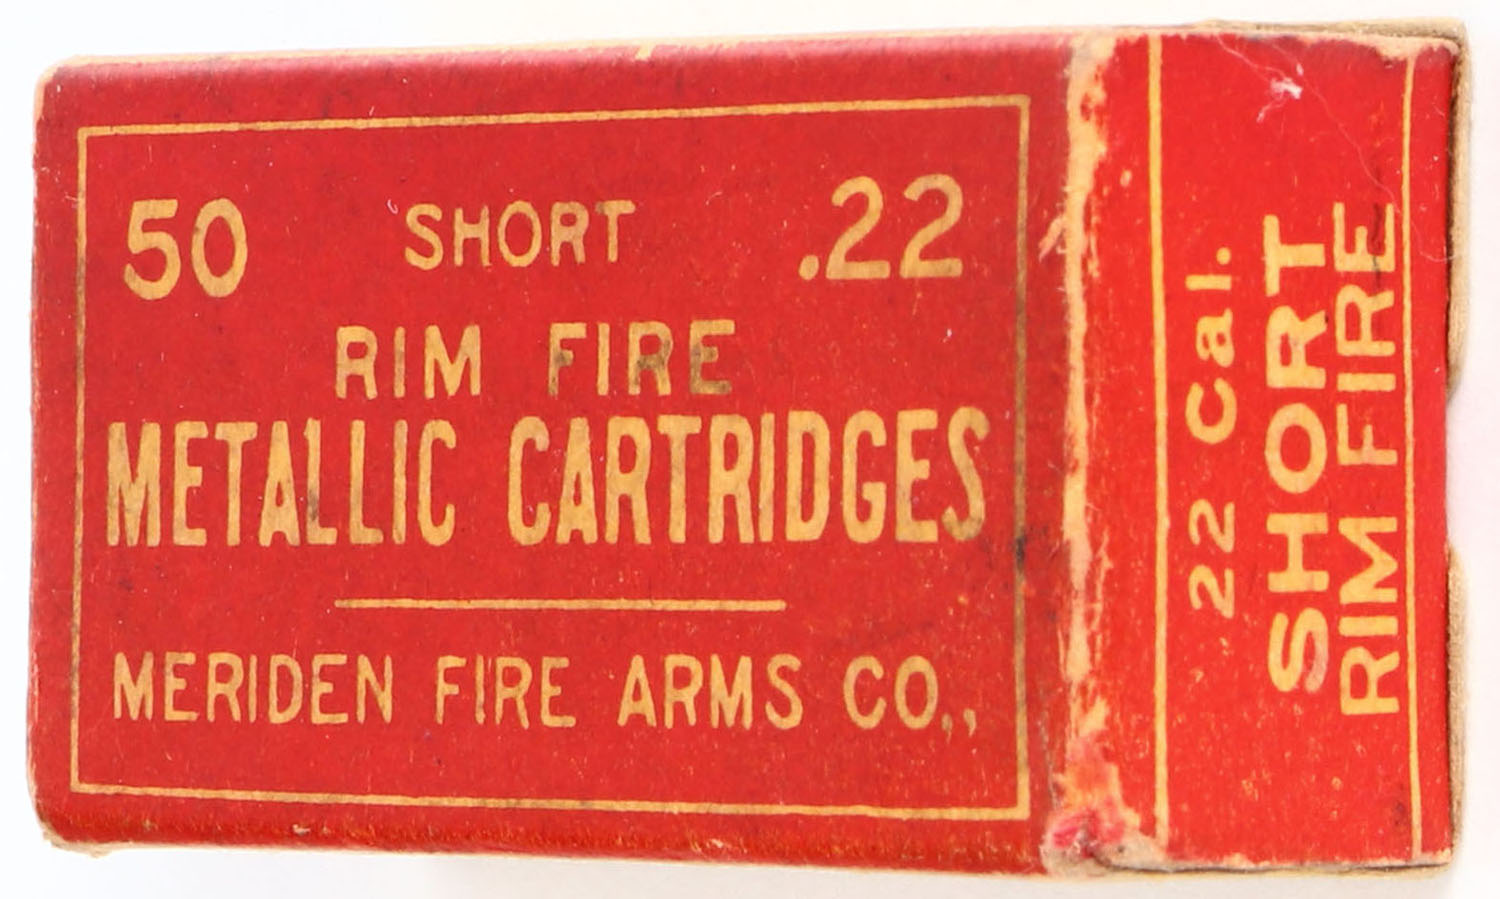 50 SHORT .22
RIM FIRE
METALLIC CARTRIDGES
MERIDEN FIRE ARMS CO.,,
22 Cal.
SHORT
RIM FIRE